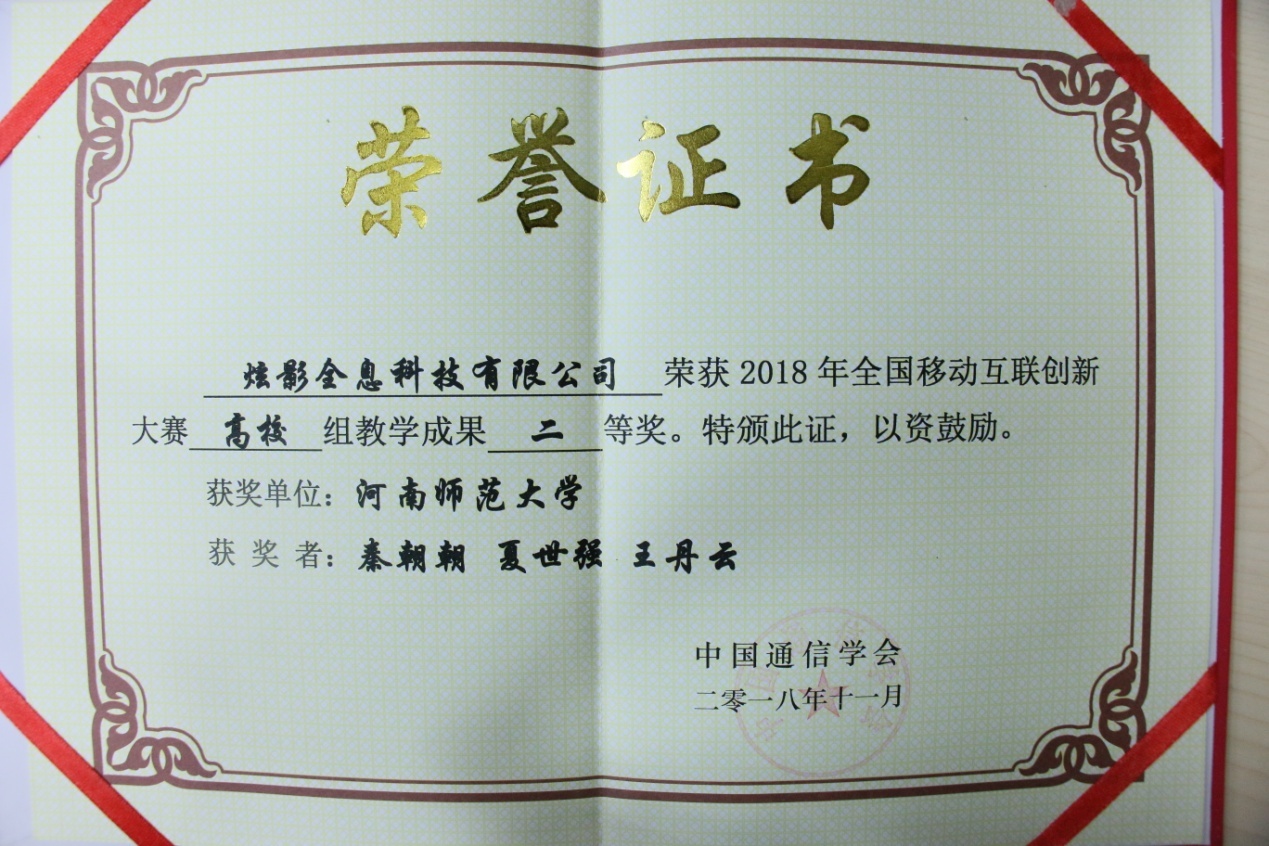 荣誉证书
炫影全息科技有限公司 荣获 2018 年全国移动互联创新
大赛 高校 组教学成果 二 等奖。特颁此证，以资鼓励。
获奖单位：河南师范大学
获 奖 者：秦朝朝 夏世强 王丹云
中国通信学会
二零一八年十一月